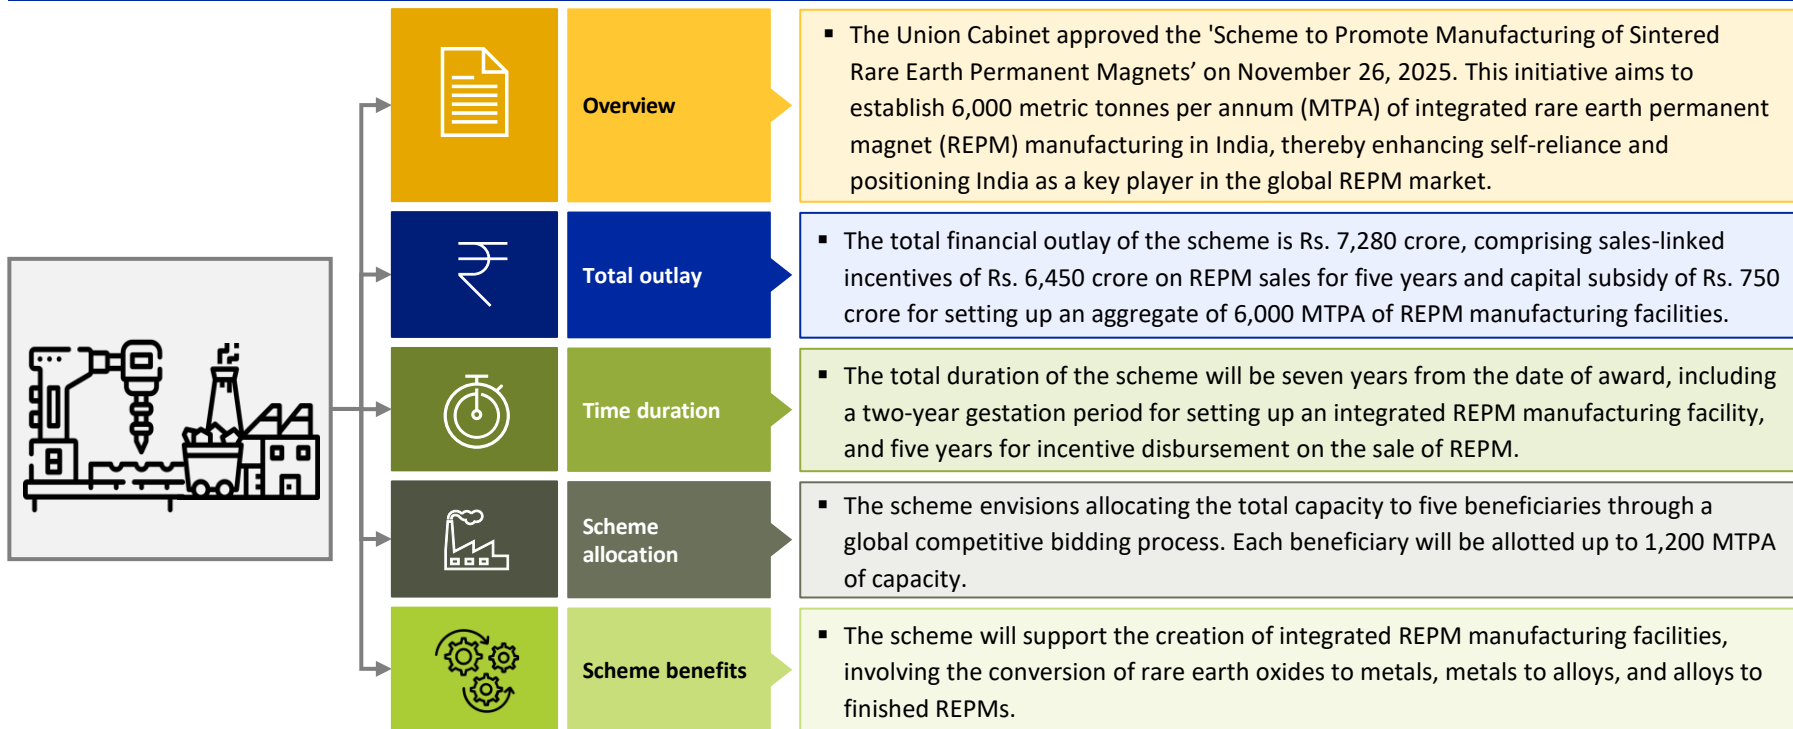 Overview
▪ The Union Cabinet approved the 'Scheme to Promote Manufacturing of Sintered
Rare Earth Permanent Magnets’ on November 26, 2025. This initiative aims to
establish 6,000 metric tonnes per annum (MTPA) of integrated rare earth permanent
magnet (REPM) manufacturing in India, thereby enhancing self-reliance and
positioning India as a key player in the global REPM market.
Total outlay
▪ The total financial outlay of the scheme is Rs. 7,280 crore, comprising sales-linked
incentives of Rs. 6,450 crore on REPM sales for five years and capital subsidy of Rs. 750
crore for setting up an aggregate of 6,000 MTPA of REPM manufacturing facilities.
Time duration
▪ The total duration of the scheme will be seven years from the date of award, including
a two-year gestation period for setting up an integrated REPM manufacturing facility,
and five years for incentive disbursement on the sale of REPM.
Scheme
allocation
▪ The scheme envisions allocating the total capacity to five beneficiaries through a
global competitive bidding process. Each beneficiary will be allotted up to 1,200 MTPA
of capacity.
Scheme benefits
▪ The scheme will support the creation of integrated REPM manufacturing facilities,
involving the conversion of rare earth oxides to metals, metals to alloys, and alloys to
finished REPMs.